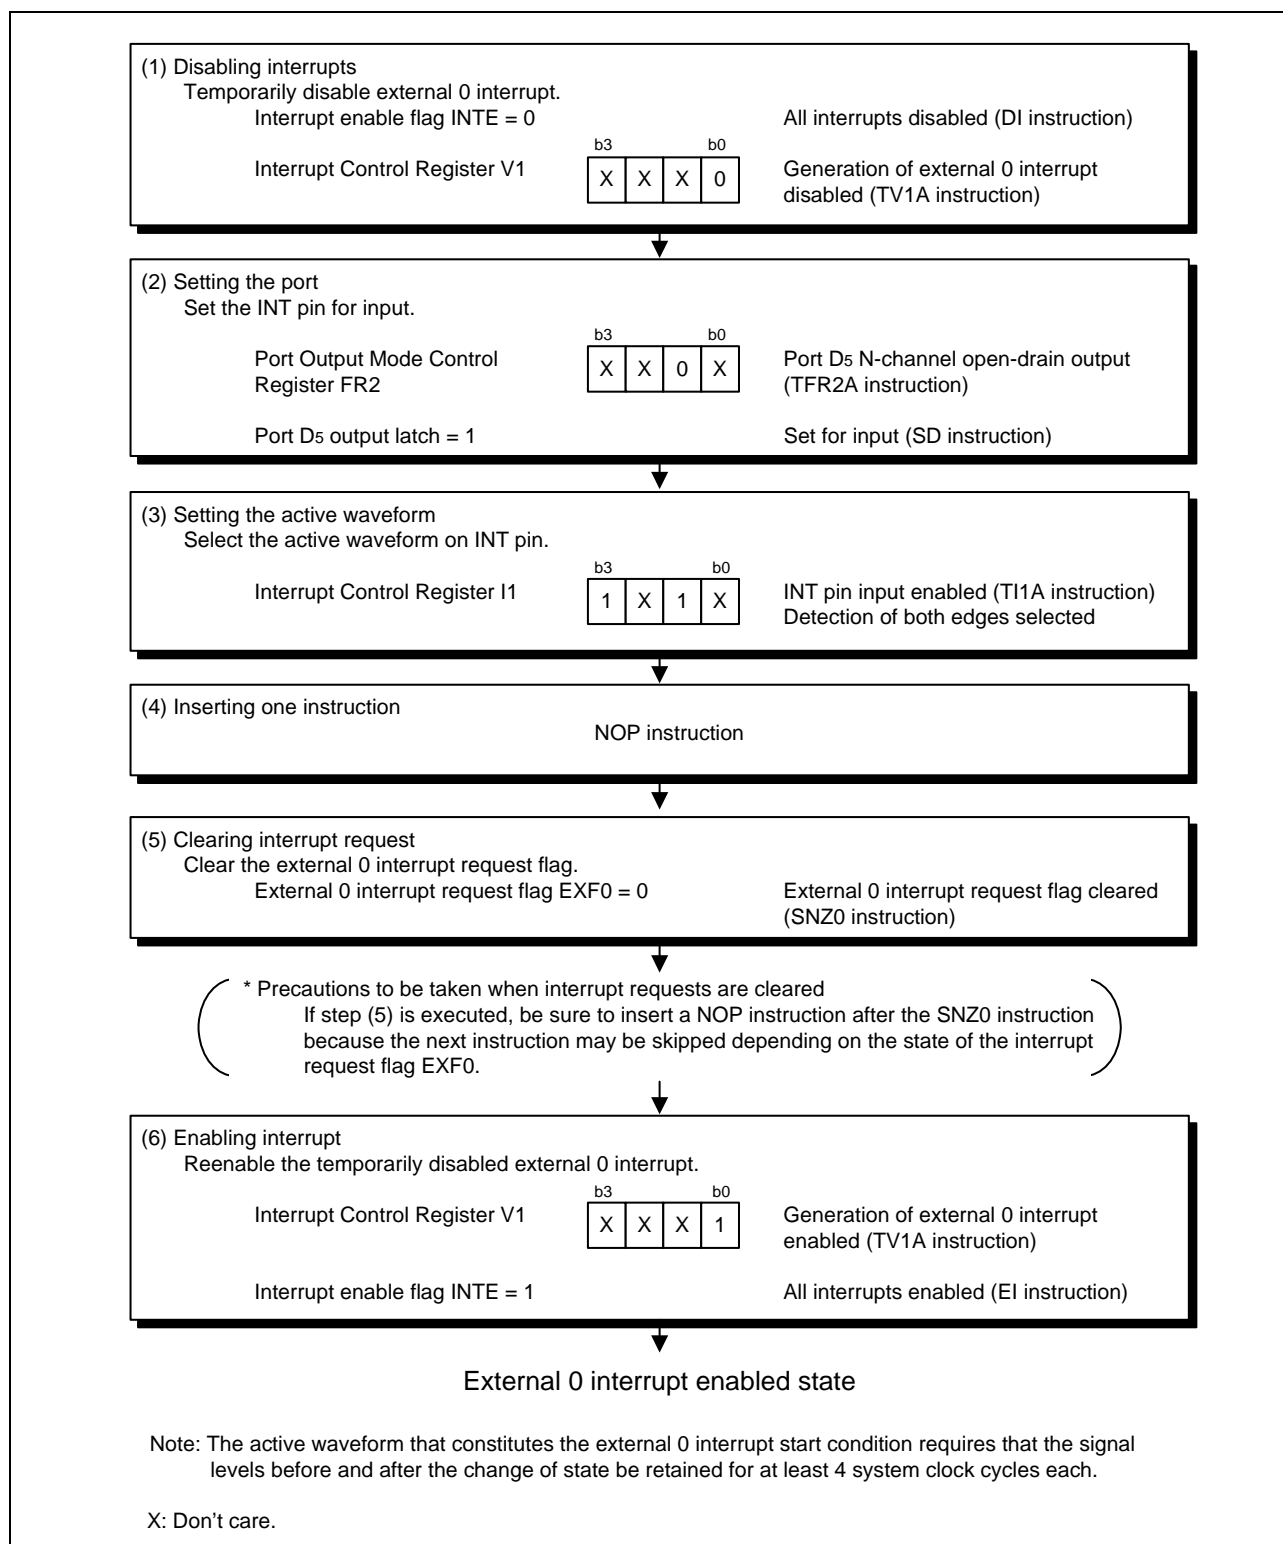 (1) Disabling interrupts
Temporarily disable external 0 interrupt.
Interrupt enable flag INTE = 0 All interrupts disabled (DI instruction)
b3 b0
Interrupt Control Register V1 X X X 0 Generation of external 0 interrupt
disabled (TV1A instruction)
(2) Setting the port
Set the INT pin for input.
b3 b0
Port Output Mode Control X X 0 X Port D5 N-channel open-drain output
Register FR2 (TFR2A instruction)
Port D5 output latch = 1 Set for input (SD instruction)
(3) Setting the active waveform
Select the active waveform on INT pin.
b3 b0
Interrupt Control Register I1 1 X 1 X INT pin input enabled (TI1A instruction)
Detection of both edges selected
(4) Inserting one instruction
NOP instruction
(5) Clearing interrupt request
Clear the external 0 interrupt request flag.
External 0 interrupt request flag EXF0 = 0 External 0 interrupt request flag cleared
(SNZ0 instruction)
* Precautions to be taken when interrupt requests are cleared
If step (5) is executed, be sure to insert a NOP instruction after the SNZ0 instruction
because the next instruction may be skipped depending on the state of the interrupt
request flag EXF0.
(6) Enabling interrupt
Reenable the temporarily disabled external 0 interrupt.
b3 b0
Interrupt Control Register V1 X X X 1 Generation of external 0 interrupt
enabled (TV1A instruction)
Interrupt enable flag INTE = 1 All interrupts enabled (EI instruction)
External 0 interrupt enabled state
Note: The active waveform that constitutes the external 0 interrupt start condition requires that the signal
levels before and after the change of state be retained for at least 4 system clock cycles each.
X: Don't care.